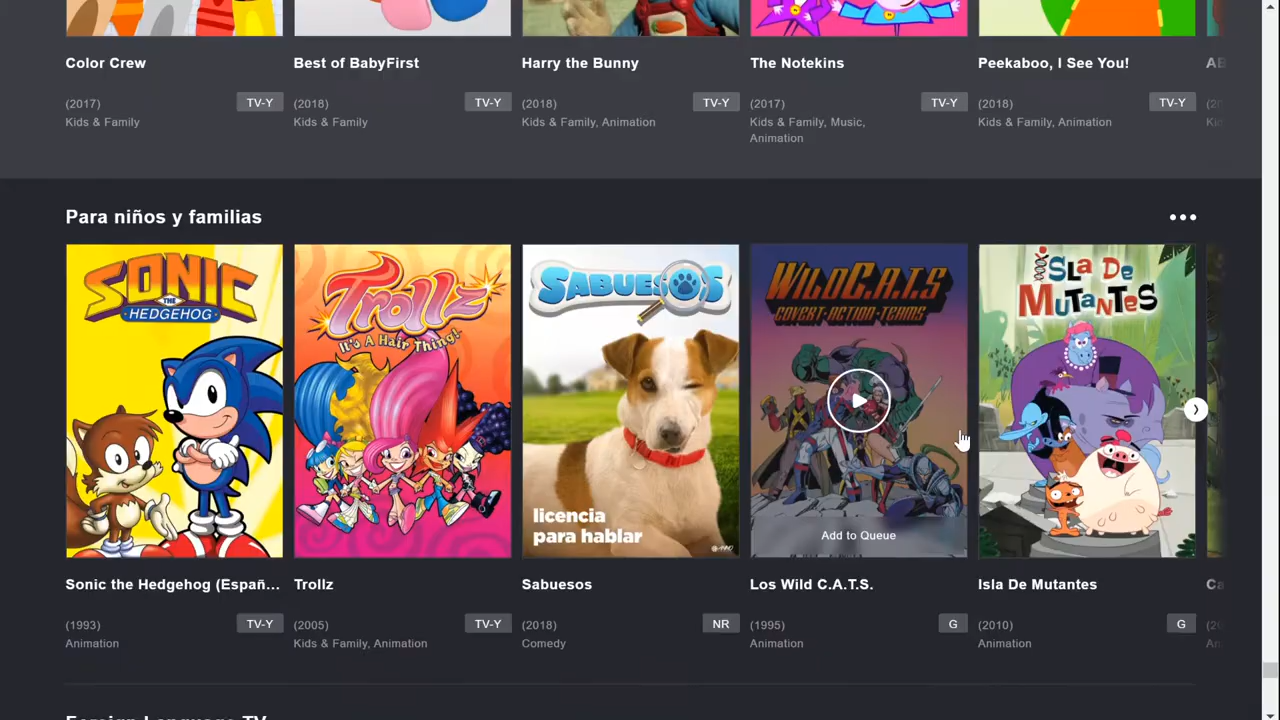 Color Crew
Best of BabyFirst
Harry the Bunny
The Notekins
Peekaboo, I See You!
(2017)
TV-Y
(2018)
TV-Y
(2018)
TV-Y
(2017)
TV-Y
(2018)
TV-Y
Kids & Family
Kids & Family
Kids & Family, Animation
Kids & Family, Music,
Animation
Kids & Family, Animation
Para niños y familias
SONIC
THE
HEDGEHOG
Trollz
It's A Hair Thing!
SABUESOS
licencia
para hablar
WILDC.A.T.S
COVERT·ACTION·TEAMS
Add to Queue
iSLa De
MUTANTES
Sonic the Hedgehog (Españ...
Trollz
Sabuesos
Los Wild C.A.T.S.
Isla De Mutantes
(1993)
TV-Y
(2005)
TV-Y
(2018)
NR
(1995)
G
(2010)
G
Animation
Kids & Family, Animation
Comedy
Animation
Animation
Foreign Language TV